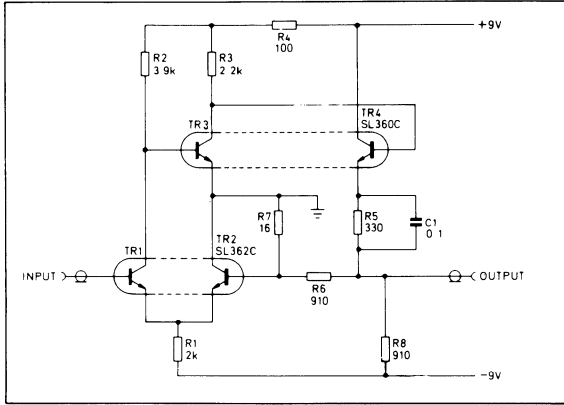 +9V
R4
100
R2
3 9k
R3
2 2k
TR3
TR4
SL360C
R7
16
R5
330
C1
0 1
TR1
TR2
SL362C
INPUT
OUTPUT
R6
910
R1
2k
R8
910
-9V